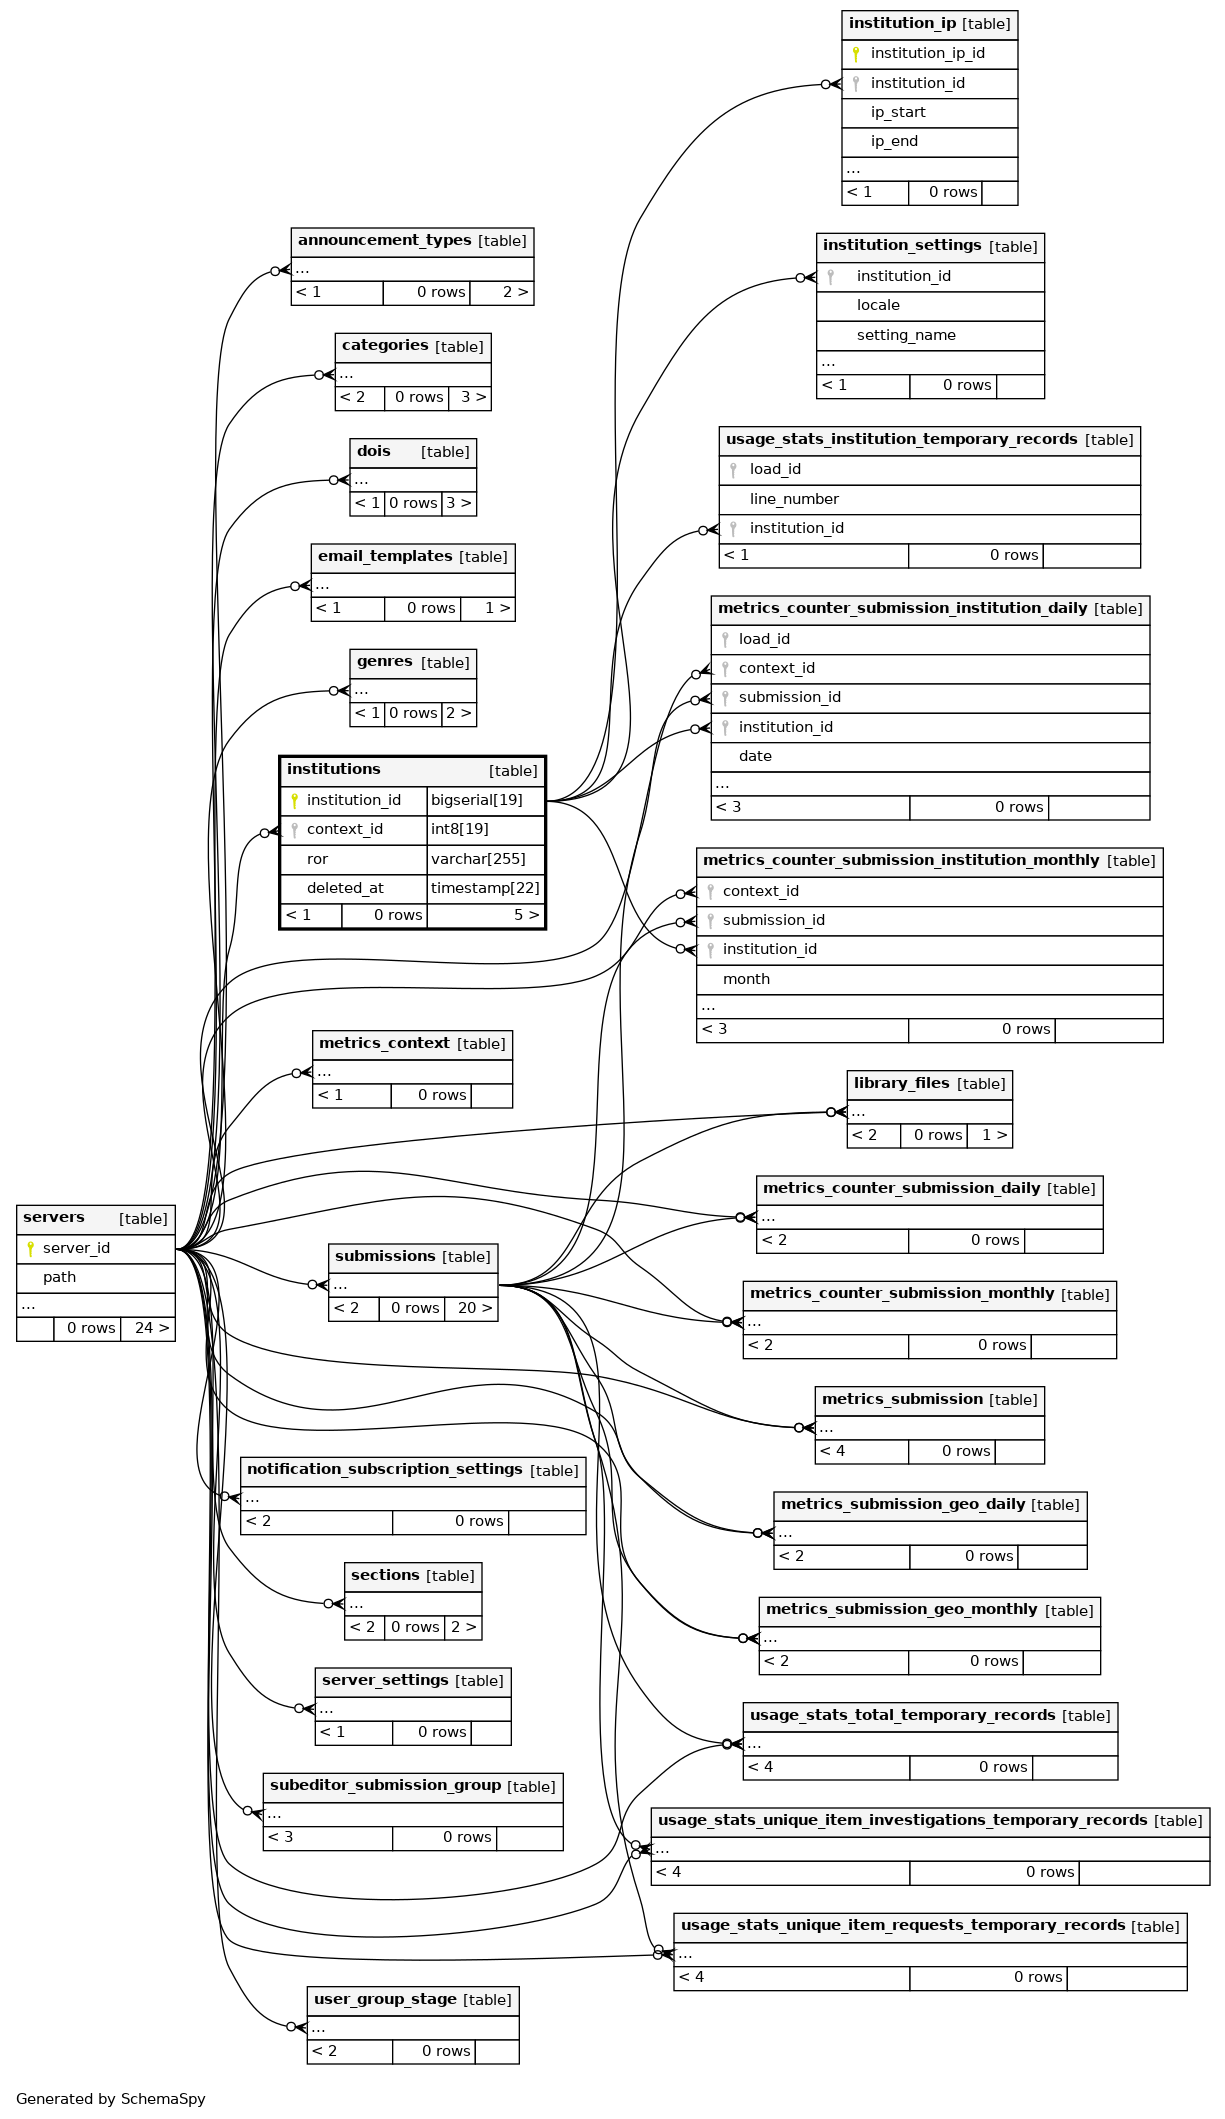 institution_ip [table]
institution_ip_id
institution_id
ip_start
ip_end
...
< 1 0 rows
announcement_types [table]
...
< 1 0 rows 2 >
institution_settings [table]
institution_id
locale
setting_name
...
< 1 0 rows
categories [table]
...
< 2 0 rows 3 >
dois [table]
...
< 1 0 rows 3 >
usage_stats_institution_temporary_records [table]
load_id
line_number
institution_id
< 1 0 rows
email_templates [table]
...
< 1 0 rows 1 >
genres [table]
...
< 1 0 rows 2 >
metrics_counter_submission_institution_daily [table]
load_id
context_id
submission_id
institution_id
date
...
< 3 0 rows
institutions [table]
institution_id bigserial[19]
context_id int8[19]
ror varchar[255]
deleted_at timestamp[22]
< 1 0 rows 5 >
metrics_counter_submission_institution_monthly [table]
context_id
submission_id
institution_id
month
...
< 3 0 rows
metrics_context [table]
...
< 1 0 rows
library_files [table]
...
< 2 0 rows 1 >
metrics_counter_submission_daily [table]
...
< 2 0 rows
servers [table]
server_id
path
...
0 rows 24 >
submissions [table]
...
< 2 0 rows 20 >
metrics_counter_submission_monthly [table]
...
< 2 0 rows
metrics_submission [table]
...
< 4 0 rows
notification_subscription_settings [table]
...
< 2 0 rows
metrics_submission_geo_daily [table]
...
< 2 0 rows
sections [table]
...
< 2 0 rows 2 >
metrics_submission_geo_monthly [table]
...
< 2 0 rows
server_settings [table]
...
< 1 0 rows
usage_stats_total_temporary_records [table]
...
< 4 0 rows
subeditor_submission_group [table]
...
< 3 0 rows
usage_stats_unique_item_investigations_temporary_records [table]
...
< 4 0 rows
usage_stats_unique_item_requests_temporary_records [table]
...
< 4 0 rows
user_group_stage [table]
...
< 2 0 rows
Generated by SchemaSpy